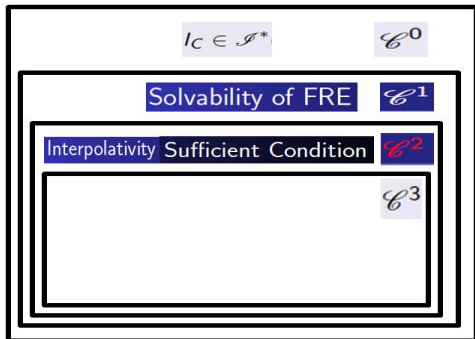 I_C ∈ 𝓘* 𝒞⁰
Solvability of FRE 𝒞¹
Interpolativity Sufficient Condition 𝒞²
𝒞³